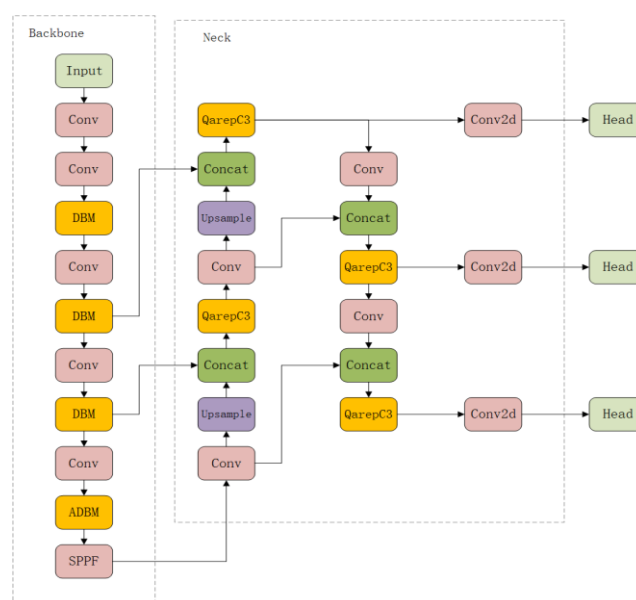 Backbone
Input
Conv
Conv
DBM
Conv
DBM
Conv
DBM
Conv
ADBM
SPPF
Neck
QarepC3
Concat
Upsample
Conv
QarepC3
Concat
Upsample
Conv
Conv
Concat
QarepC3
Conv
Concat
QarepC3
Conv2d
Conv2d
Conv2d
Head
Head
Head